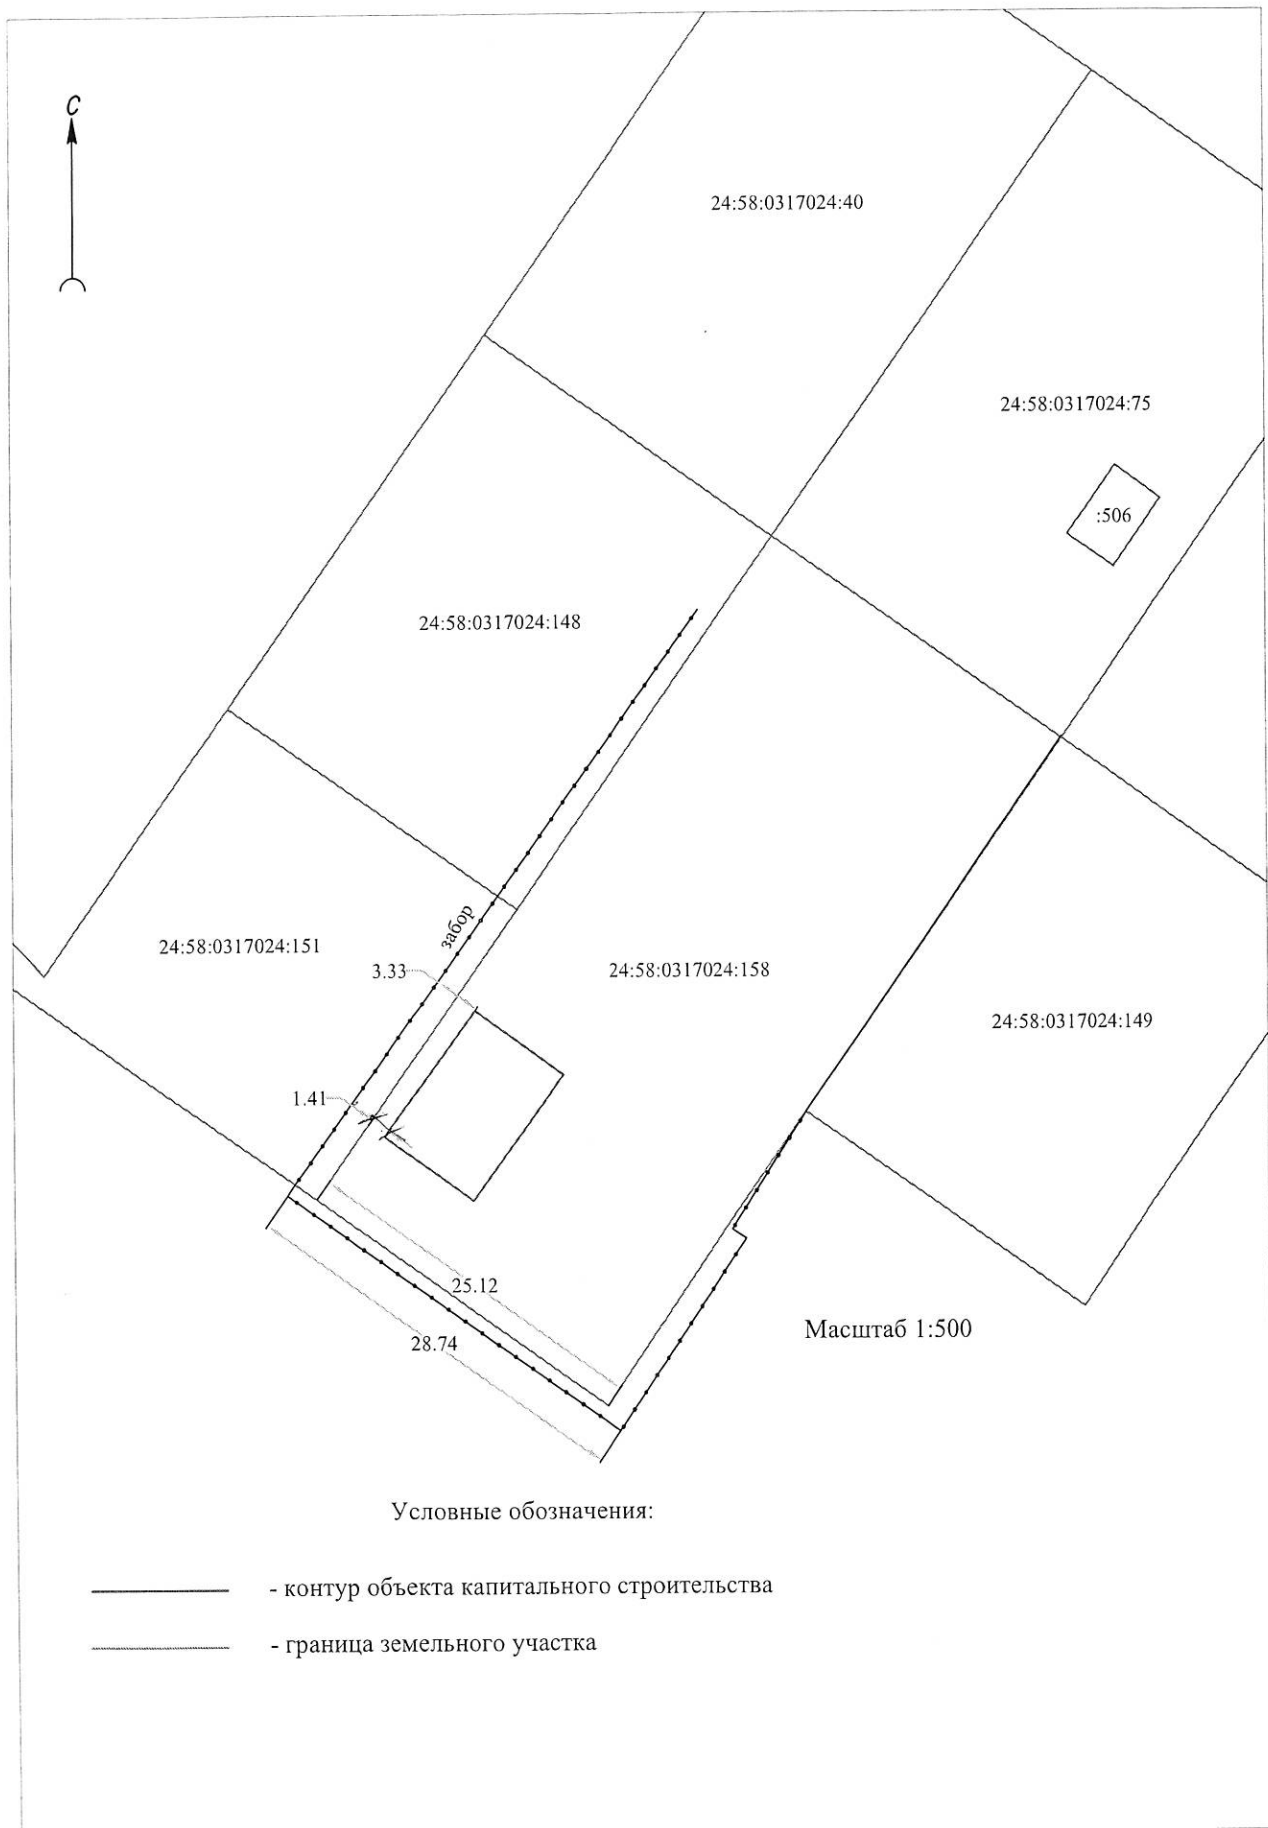 С
24:58:0317024:40
24:58:0317024:75
:506
24:58:0317024:148
забор
24:58:0317024:151
3.33
24:58:0317024:158
24:58:0317024:149
1.41
25.12
28.74
Масштаб 1:500
Условные обозначения:
- контур объекта капитального строительства
- граница земельного участка